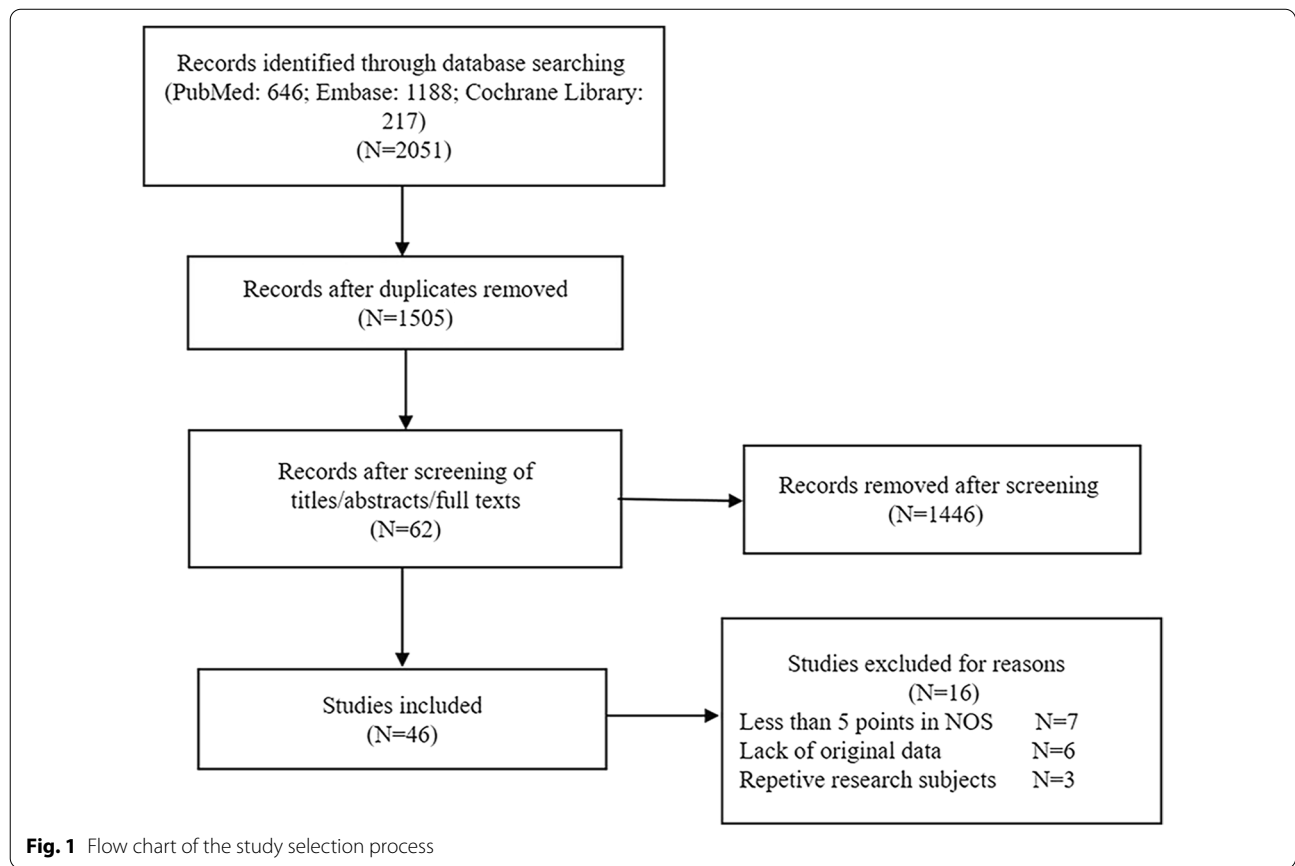 Records identified through database searching
(PubMed: 646; Embase: 1188; Cochrane Library:
217)
(N=2051)
Records after duplicates removed
(N=1505)
Records after screening of
titles/abstracts/full texts
(N=62)
Records removed after screening
(N=1446)
Studies included
(N=46)
Studies excluded for reasons
(N=16)
Less than 5 points in NOS N=7
Lack of original data N=6
Repetive research subjects N=3
Fig. 1 Flow chart of the study selection process